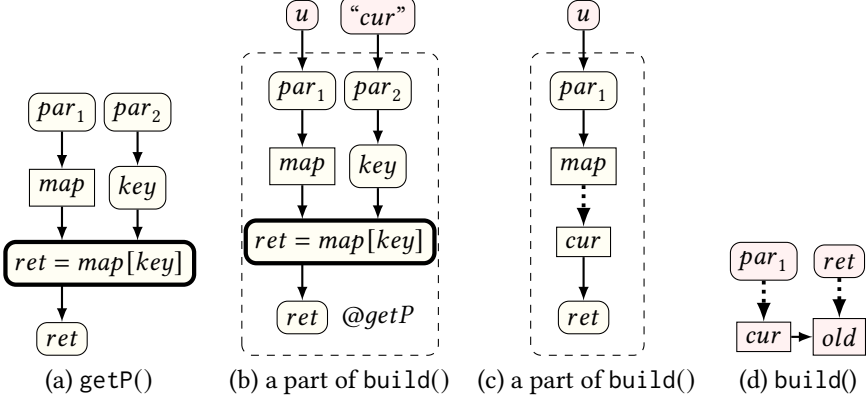 u
“cur”
u
par₁ par₂
par₁ par₂
par₁
map key
map key
map
ret = map[key]
ret = map[key]
cur
par₁ ret
ret
ret @getP
ret
cur old
(a) getP()
(b) a part of build()
(c) a part of build()
(d) build()